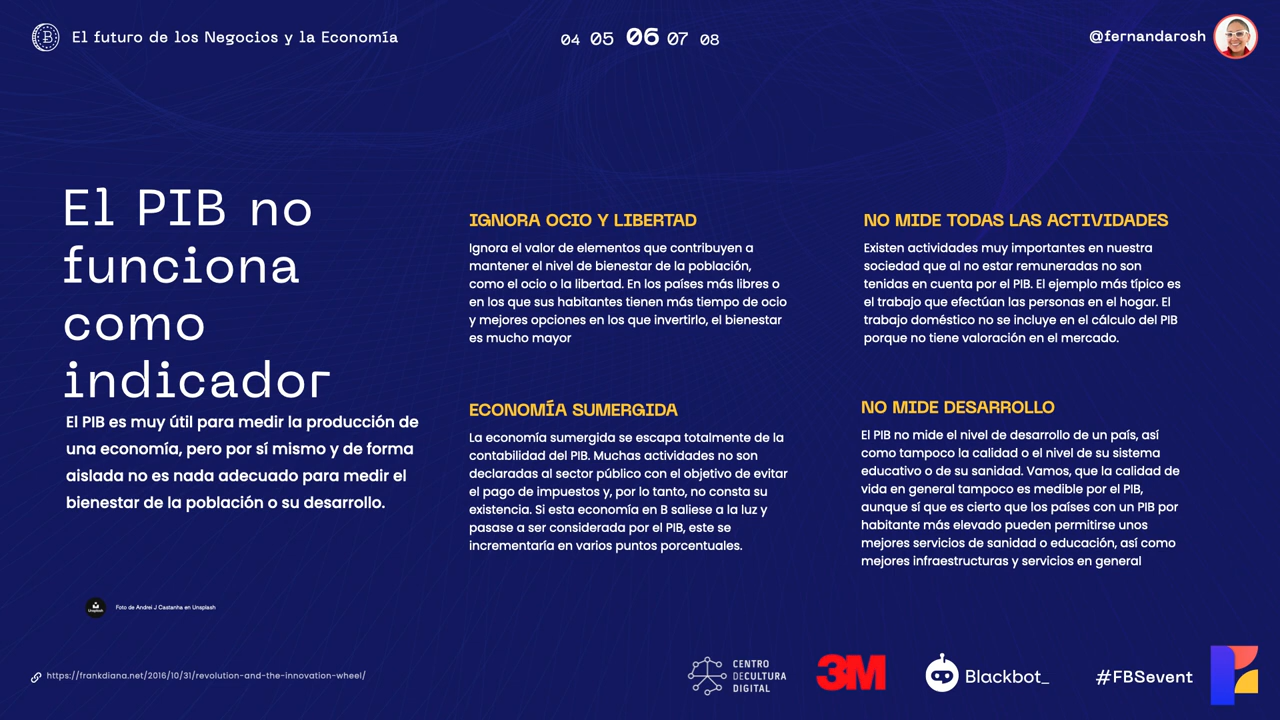 El futuro de los Negocios y la Economía
04 05 06 07 08
@fernandarosh
El PIB no
funciona
como
indicador
El PIB es muy útil para medir la producción de
una economía, pero por sí mismo y de forma
aislada no es nada adecuado para medir el
bienestar de la población o su desarrollo.
IGNORA OCIO Y LIBERTAD
Ignora el valor de elementos que contribuyen a
mantener el nivel de bienestar de la población,
como el ocio o la libertad. En los países más libres o
en los que sus habitantes tienen más tiempo de ocio
y mejores opciones en los que invertirlo, el bienestar
es mucho mayor
NO MIDE TODAS LAS ACTIVIDADES
Existen actividades muy importantes en nuestra
sociedad que al no estar remuneradas no son
tenidas en cuenta por el PIB. El ejemplo más típico es
el trabajo que efectúan las personas en el hogar. El
trabajo doméstico no se incluye en el cálculo del PIB
porque no tiene valoración en el mercado.
ECONOMÍA SUMERGIDA
La economía sumergida se escapa totalmente de la
contabilidad del PIB. Muchas actividades no son
declaradas al sector público con el objetivo de evitar
el pago de impuestos y, por lo tanto, no consta su
existencia. Si esta economía en B saliese a la luz y
pasase a ser considerada por el PIB, este se
incrementaría en varios puntos porcentuales.
NO MIDE DESARROLLO
El PIB no mide el nivel de desarrollo de un país, así
como tampoco la calidad o el nivel de su sistema
educativo o de su sanidad. Vamos, que la calidad de
vida en general tampoco es medible por el PIB,
aunque sí que es cierto que los países con un PIB por
habitante más elevado pueden permitirse unos
mejores servicios de sanidad o educación, así como
mejores infraestructuras y servicios en general
Unsplash
Foto de Andrei J Castanha en Unsplash
https://frankdiana.net/2016/10/31/revolution-and-the-innovation-wheel/
CENTRO
DECULTURA
DIGITAL
3M
Blackbot_
#FBSevent